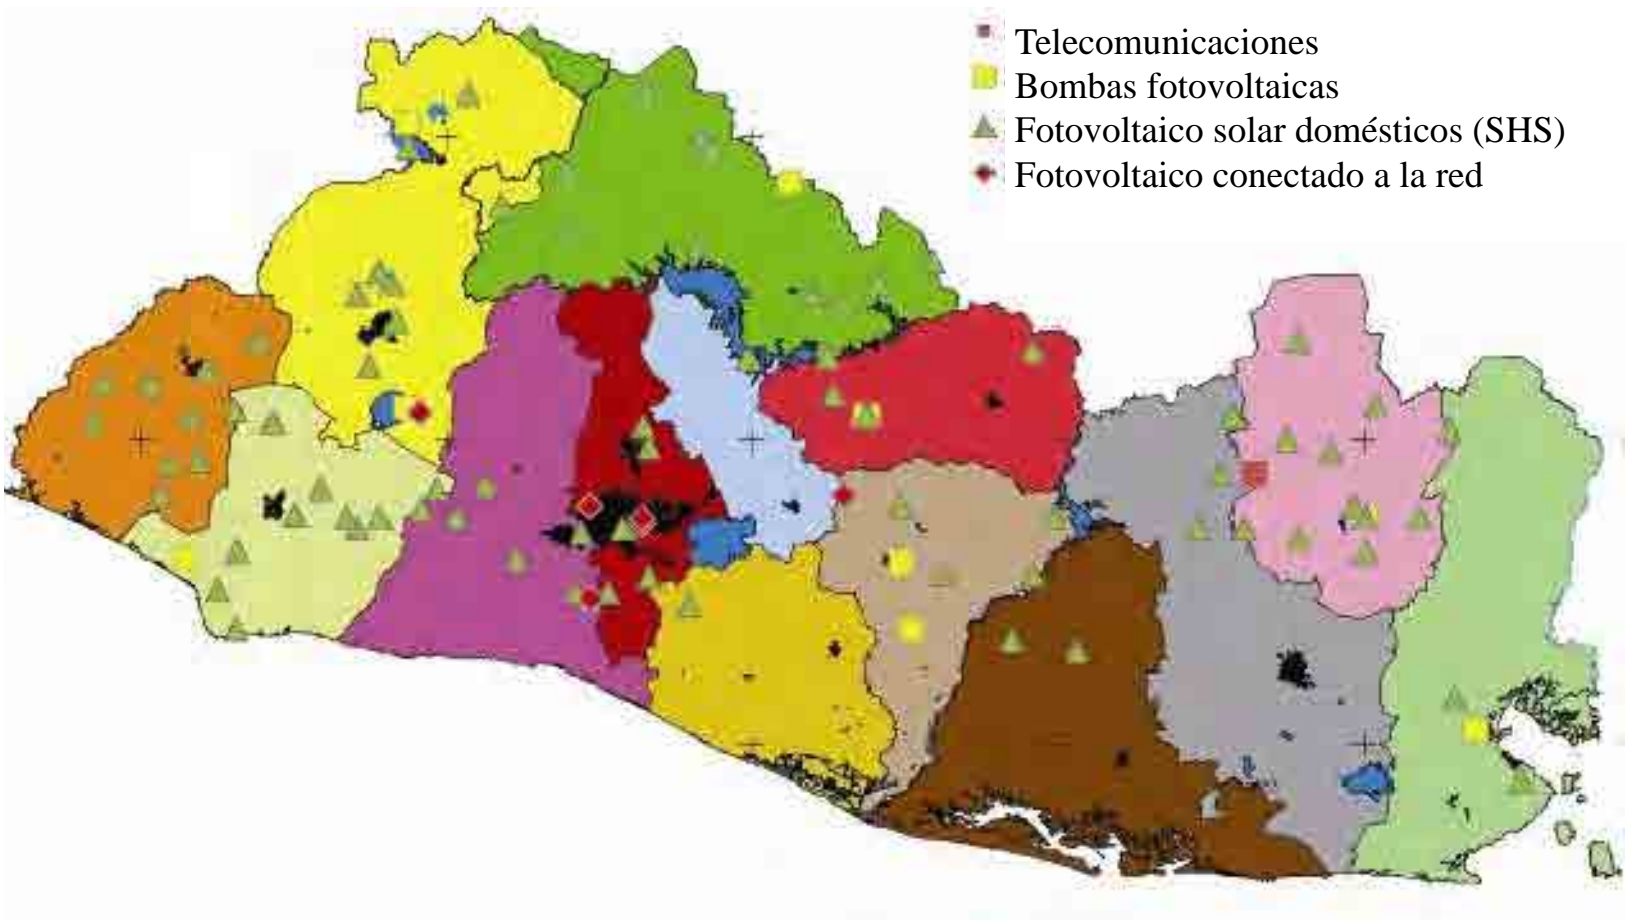 Telecomunicaciones
Bombas fotovoltaicas
Fotovoltaico solar domésticos (SHS)
Fotovoltaico conectado a la red